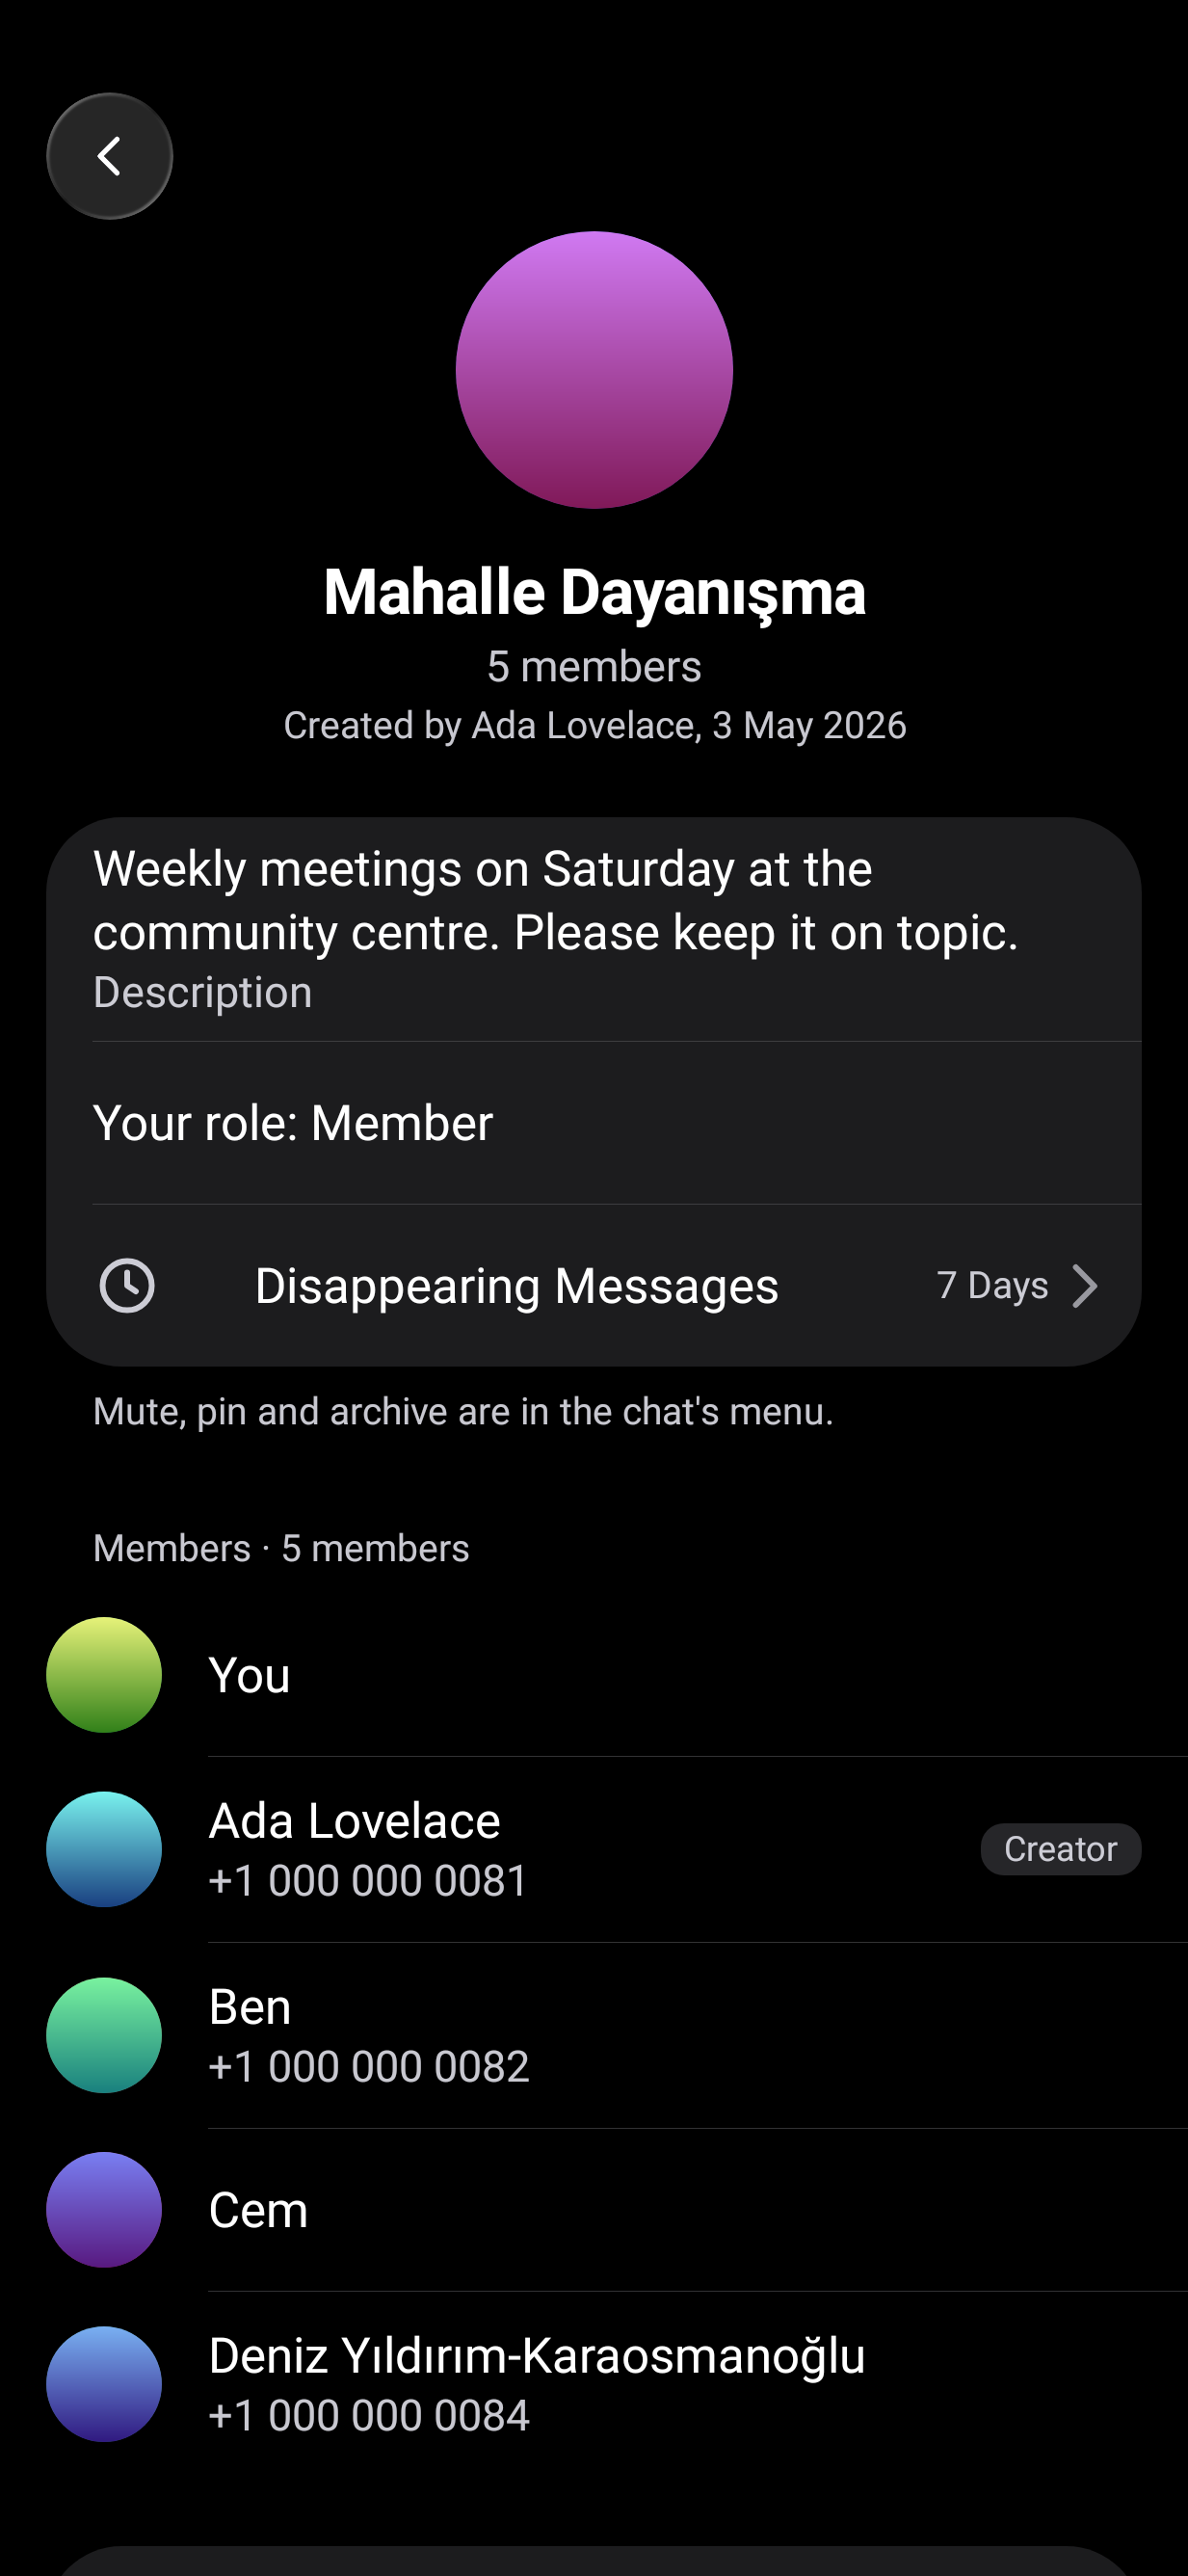 Mahalle Dayanışma
5 members
Created by Ada Lovelace, 3 May 2026
Weekly meetings on Saturday at the
community centre. Please keep it on topic.
Description
Your role: Member
Disappearing Messages 7 Days
Mute, pin and archive are in the chat's menu.
Members · 5 members
You
Ada Lovelace
+1 000 000 0081
Creator
Ben
+1 000 000 0082
Cem
Deniz Yıldırım-Karaosmanoğlu
+1 000 000 0084